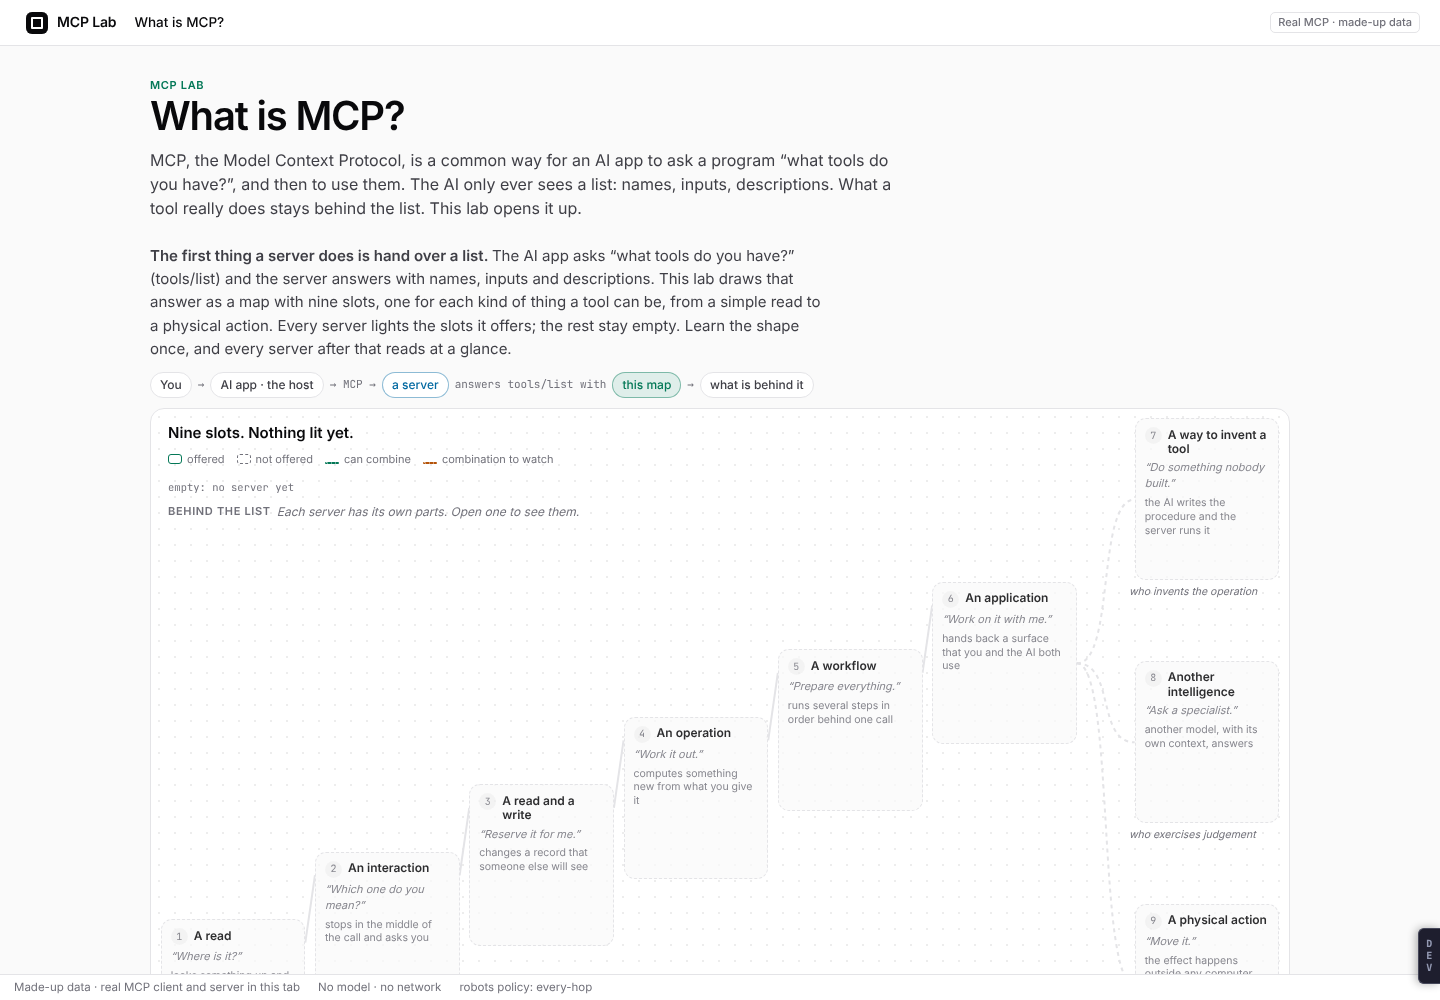 MCP Lab What is MCP? Real MCP · made-up data
MCP LAB
What is MCP?
MCP, the Model Context Protocol, is a common way for an AI app to ask a program “what tools do
you have?”, and then to use them. The AI only ever sees a list: names, inputs, descriptions. What a
tool really does stays behind the list. This lab opens it up.
The first thing a server does is hand over a list. The AI app asks “what tools do you have?”
(tools/list) and the server answers with names, inputs and descriptions. This lab draws that
answer as a map with nine slots, one for each kind of thing a tool can be, from a simple read to
a physical action. Every server lights the slots it offers; the rest stay empty. Learn the shape
once, and every server after that reads at a glance.
You → AI app · the host → MCP → a server answers tools/list with this map → what is behind it
Nine slots. Nothing lit yet.
offered not offered can combine combination to watch
empty: no server yet
BEHIND THE LIST Each server has its own parts. Open one to see them.
7 A way to invent a
tool
“Do something nobody
built.”
the AI writes the
procedure and the
server runs it
who invents the operation
6 An application
“Work on it with me.”
hands back a surface
that you and the AI both
use
5 A workflow
“Prepare everything.”
runs several steps in
order behind one call
8 Another
intelligence
“Ask a specialist.”
another model, with its
own context, answers
who exercises judgement
4 An operation
“Work it out.”
computes something
new from what you give
it
3 A read and a
write
“Reserve it for me.”
changes a record that
someone else will see
2 An interaction
“Which one do you
mean?”
stops in the middle of
the call and asks you
1 A read
“Where is it?”
looks something up and
9 A physical action
“Move it.”
the effect happens
outside any computer
DEV
Made-up data · real MCP client and server in this tab No model · no network robots policy: every-hop